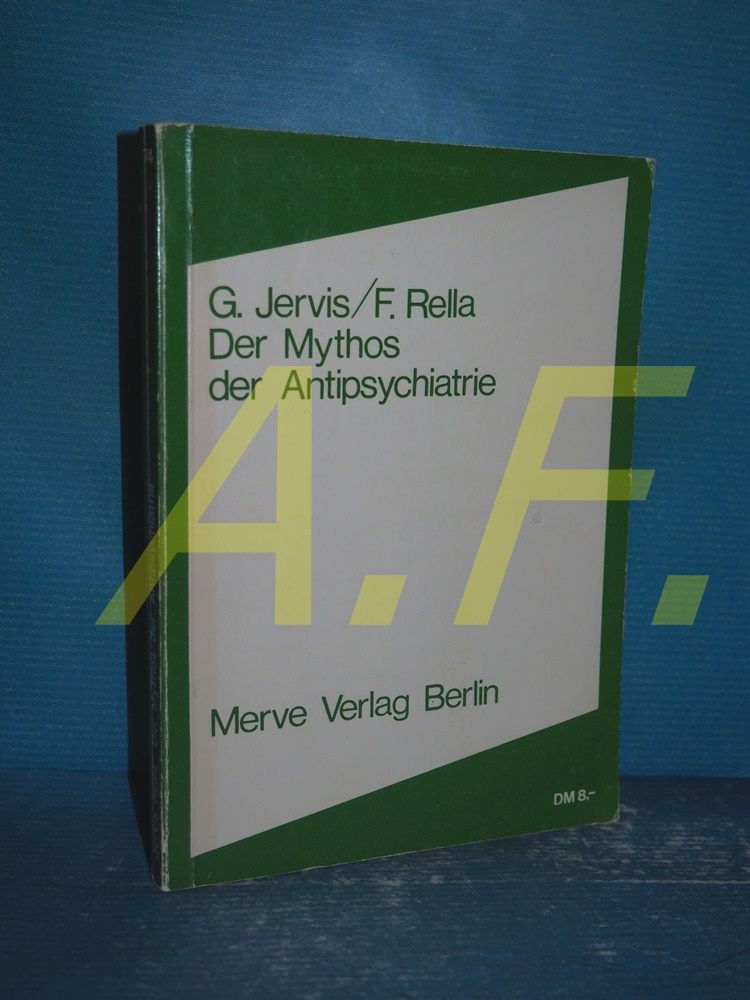 G. Jervis/F. Rella
Der Mythos
der Antipsychiatrie
A.F.
Merve Verlag Berlin
DM 8,–